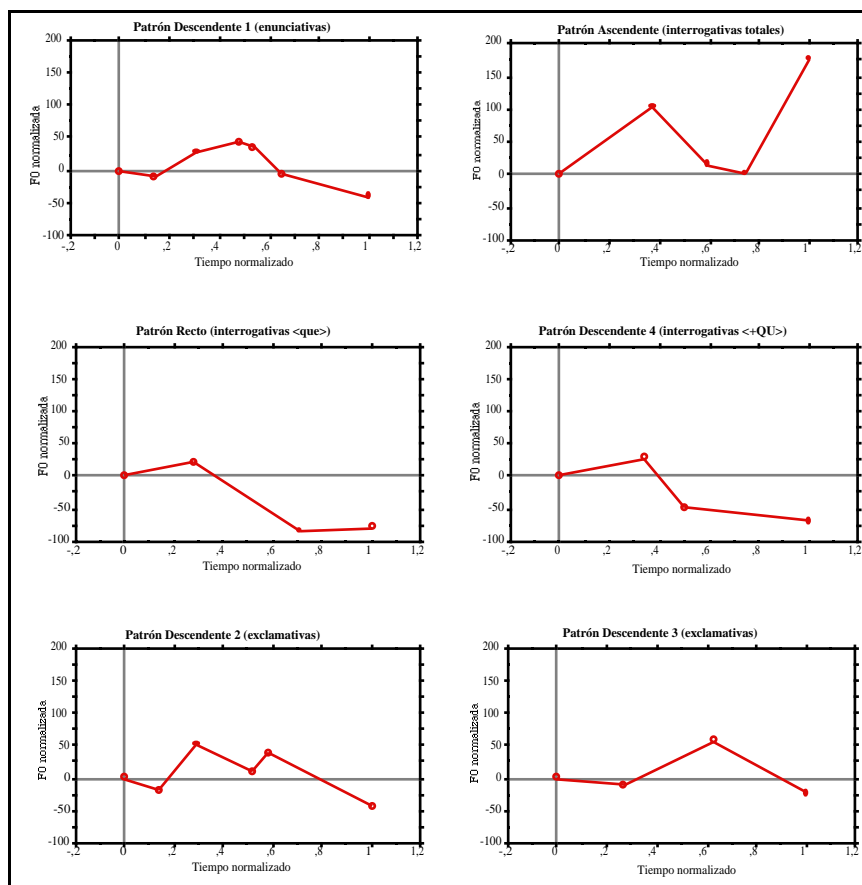 Patrón Descendente 1 (enunciativas)
200
150
100
50
0
-50
-100
F0 normalizada
-,2 0 ,2 ,4 ,6 ,8 1 1,2
Tiempo normalizado
Patrón Ascendente (interrogativas totales)
200
150
100
50
0
-50
-100
F0 normalizada
-,2 0 ,2 ,4 ,6 ,8 1 1,2
Tiempo normalizado
Patrón Recto (interrogativas <que>)
200
150
100
50
0
-50
-100
F0 normalizada
-,2 0 ,2 ,4 ,6 ,8 1 1,2
Tiempo normalizado
Patrón Descendente 4 (interrogativas <+QU>)
200
150
100
50
0
-50
-100
F0 normalizada
-,2 0 ,2 ,4 ,6 ,8 1 1,2
Tiempo normalizado
Patrón Descendente 2 (exclamativas)
200
150
100
50
0
-50
-100
F0 normalizada
-,2 0 ,2 ,4 ,6 ,8 1 1,2
Tiempo normalizado
Patrón Descendente 3 (exclamativas)
200
150
100
50
0
-50
-100
F0 normalizada
-,2 0 ,2 ,4 ,6 ,8 1 1,2
Tiempo normalizado